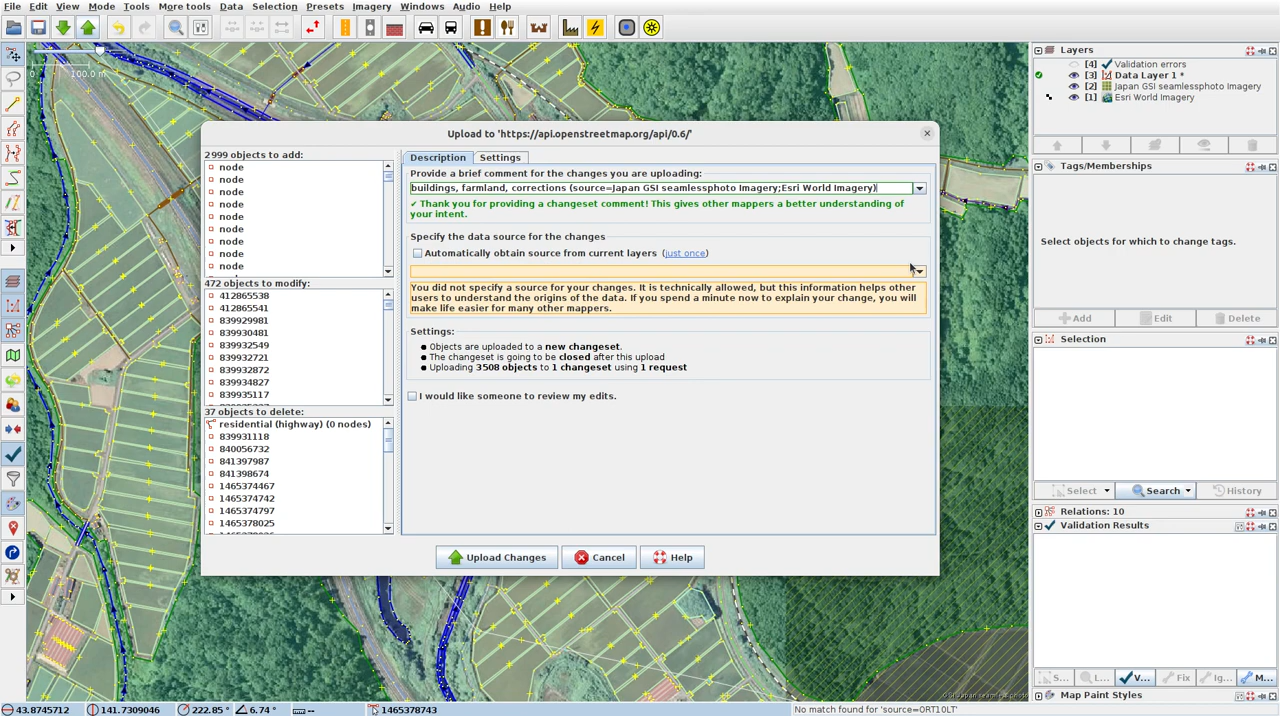 File Edit View Mode Tools More tools Data Selection Presets Imagery Windows Audio Help
0 100.0 m
Upload to 'https://api.openstreetmap.org/api/0.6/'
2999 objects to add:
node
node
node
node
node
node
node
node
node
472 objects to modify:
412865538
412865541
839929981
839930481
839932549
839932721
839932872
839934827
839935117
37 objects to delete:
residential (highway) (0 nodes)
839931118
840056732
841397987
841398674
1465374467
1465374742
1465374797
1465378025
Description Settings
Provide a brief comment for the changes you are uploading:
buildings, farmland, corrections (source=Japan GSI seamlessphoto Imagery;Esri World Imagery)
✔ Thank you for providing a changeset comment! This gives other mappers a better understanding of
your intent.
Specify the data source for the changes
Automatically obtain source from current layers (just once)
You did not specify a source for your changes. It is technically allowed, but this information helps other
users to understand the origins of the data. If you spend a minute now to explain your change, you will
make life easier for many other mappers.
Settings:
Objects are uploaded to a new changeset.
The changeset is going to be closed after this upload
Uploading 3508 objects to 1 changeset using 1 request
I would like someone to review my edits.
Upload Changes Cancel Help
Layers
[4] Validation errors
[3] Data Layer 1 *
[2] Japan GSI seamlessphoto Imagery
[1] Esri World Imagery
Tags/Memberships
Select objects for which to change tags.
Add Edit Delete
Selection
Select Search History
Relations: 10
Validation Results
S... L... V... Fix Ig... M...
Map Paint Styles
43.8745712 141.7309046 222.85° 6.74° -- 1465378743 No match found for 'source=ORT10LT'